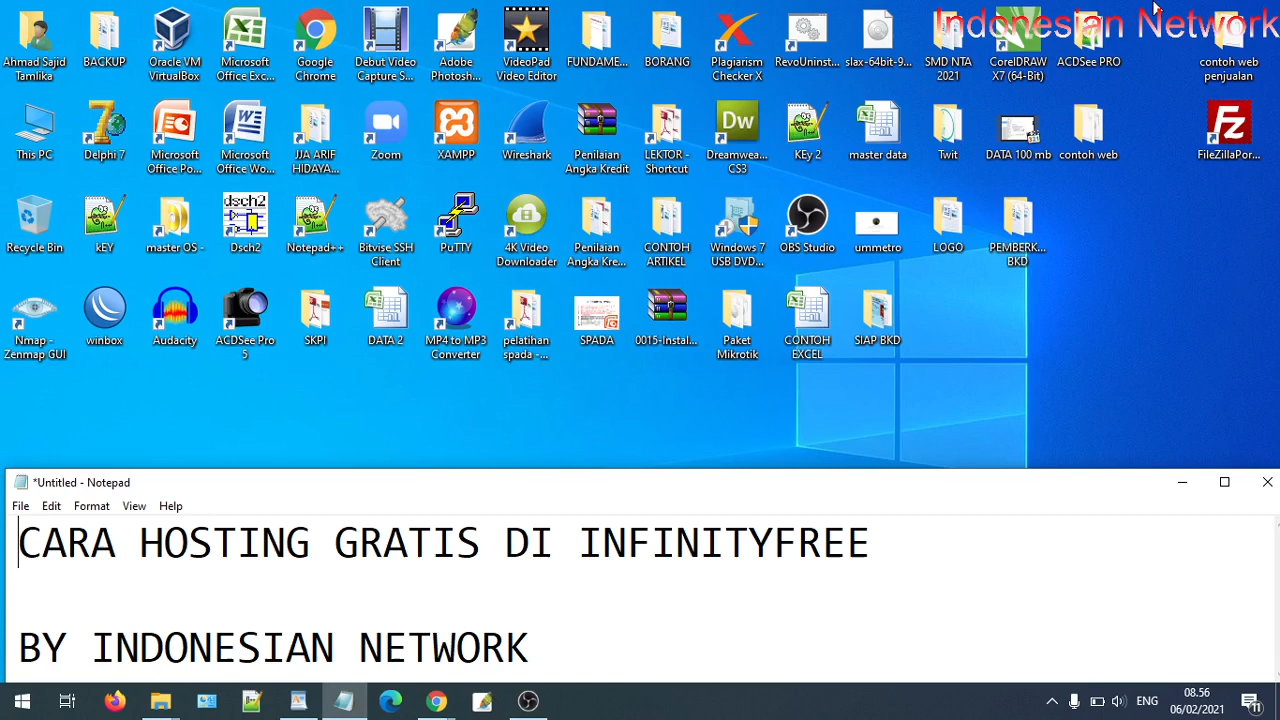 Indonesian Network
Ahmad Sajid
Tamlika
BACKUP
Oracle VM
VirtualBox
Microsoft
Office Exc...
Google
Chrome
Debut Video
Capture S...
Adobe
Photosh...
VideoPad
Video Editor
FUNDAME...
BORANG
Plagiarism
Checker X
RevoUninst...
slax-64bit-9...
SMD NTA
2021
CorelDRAW
X7 (64-Bit)
ACDSee PRO
contoh web
penjualan
This PC
Delphi 7
Microsoft
Office Po...
Microsoft
Office Wo...
JJA ARIF
HIDAYA...
Zoom
XAMPP
Wireshark
Penilaian
Angka Kredit
LEKTOR -
Shortcut
Dw
Dreamwea...
CS3
KEy 2
master data
Twit
DATA 100 mb
contoh web
FileZillaPor...
Recycle Bin
kEY
master OS -
dsch2
Dsch2
Notepad++
Bitvise SSH
Client
PuTTY
4K Video
Downloader
Penilaian
Angka Kre...
CONTOH
ARTIKEL
Windows 7
USB DVD...
OBS Studio
ummetro
LOGO
PEMBERK...
BKD
Nmap -
Zenmap GUI
winbox
Audacity
ACDSee Pro
5
SKPI
DATA 2
MP4 to MP3
Converter
pelatihan
spada -...
SPADA
0015-Instal...
Paket
Mikrotik
CONTOH
EXCEL
SIAP BKD
*Untitled - Notepad
File Edit Format View Help
CARA HOSTING GRATIS DI INFINITYFREE
BY INDONESIAN NETWORK
ENG
08.56
06/02/2021
11